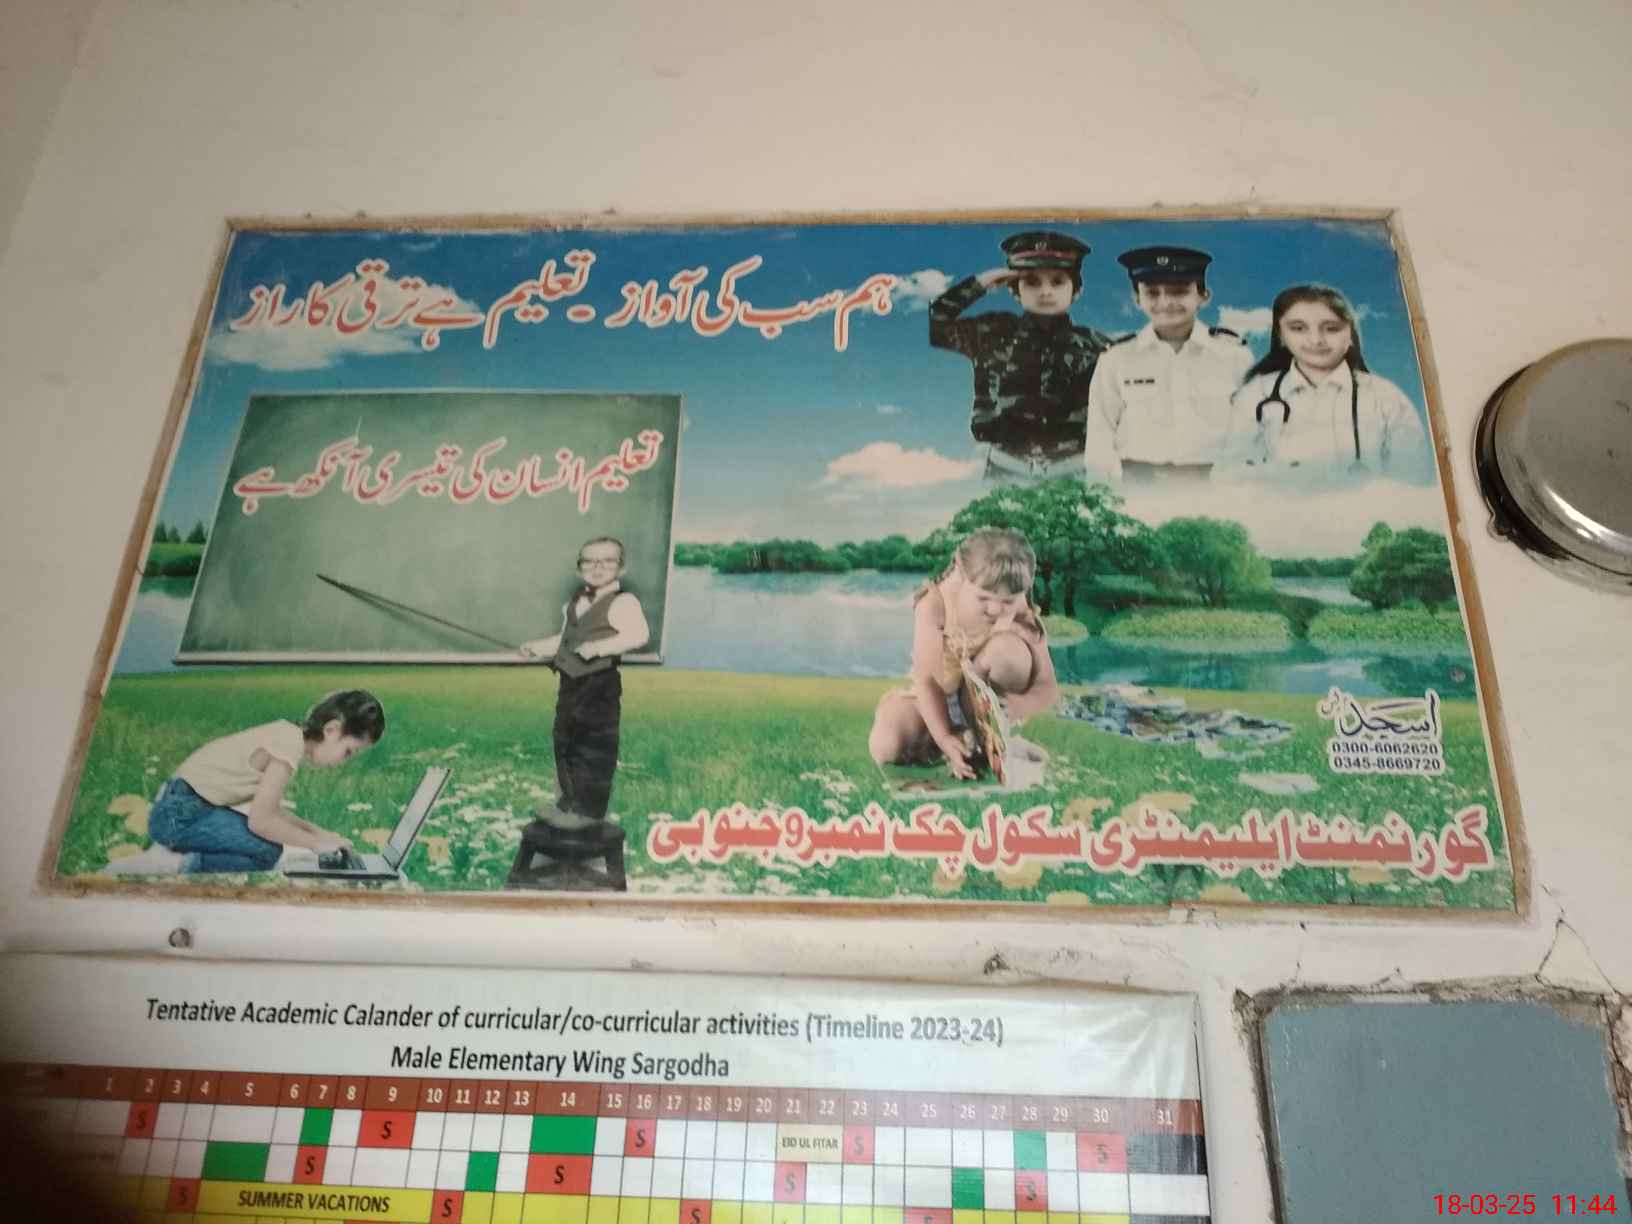 ہم سب کی آواز - تعلیم ہے ترقی کا راز
تعلیم انسان کی تیسری آنکھ ہے
اسجد
0300-6062620
0345-8669720
گورنمنٹ ایلیمنٹری سکول چک نمبر 9 جنوبی
Tentative Academic Calander of curricular/co-curricular activities (Timeline 2023-24)
Male Elementary Wing Sargodha
1 2 3 4 5 6 7 8 9 10 11 12 13 14 15 16 17 18 19 20 21 22 23 24 25 26 27 28 29 30 31
S S S EID UL FITAR S S
S S S S
S SUMMER VACATIONS S S S
18-03-25 11:44